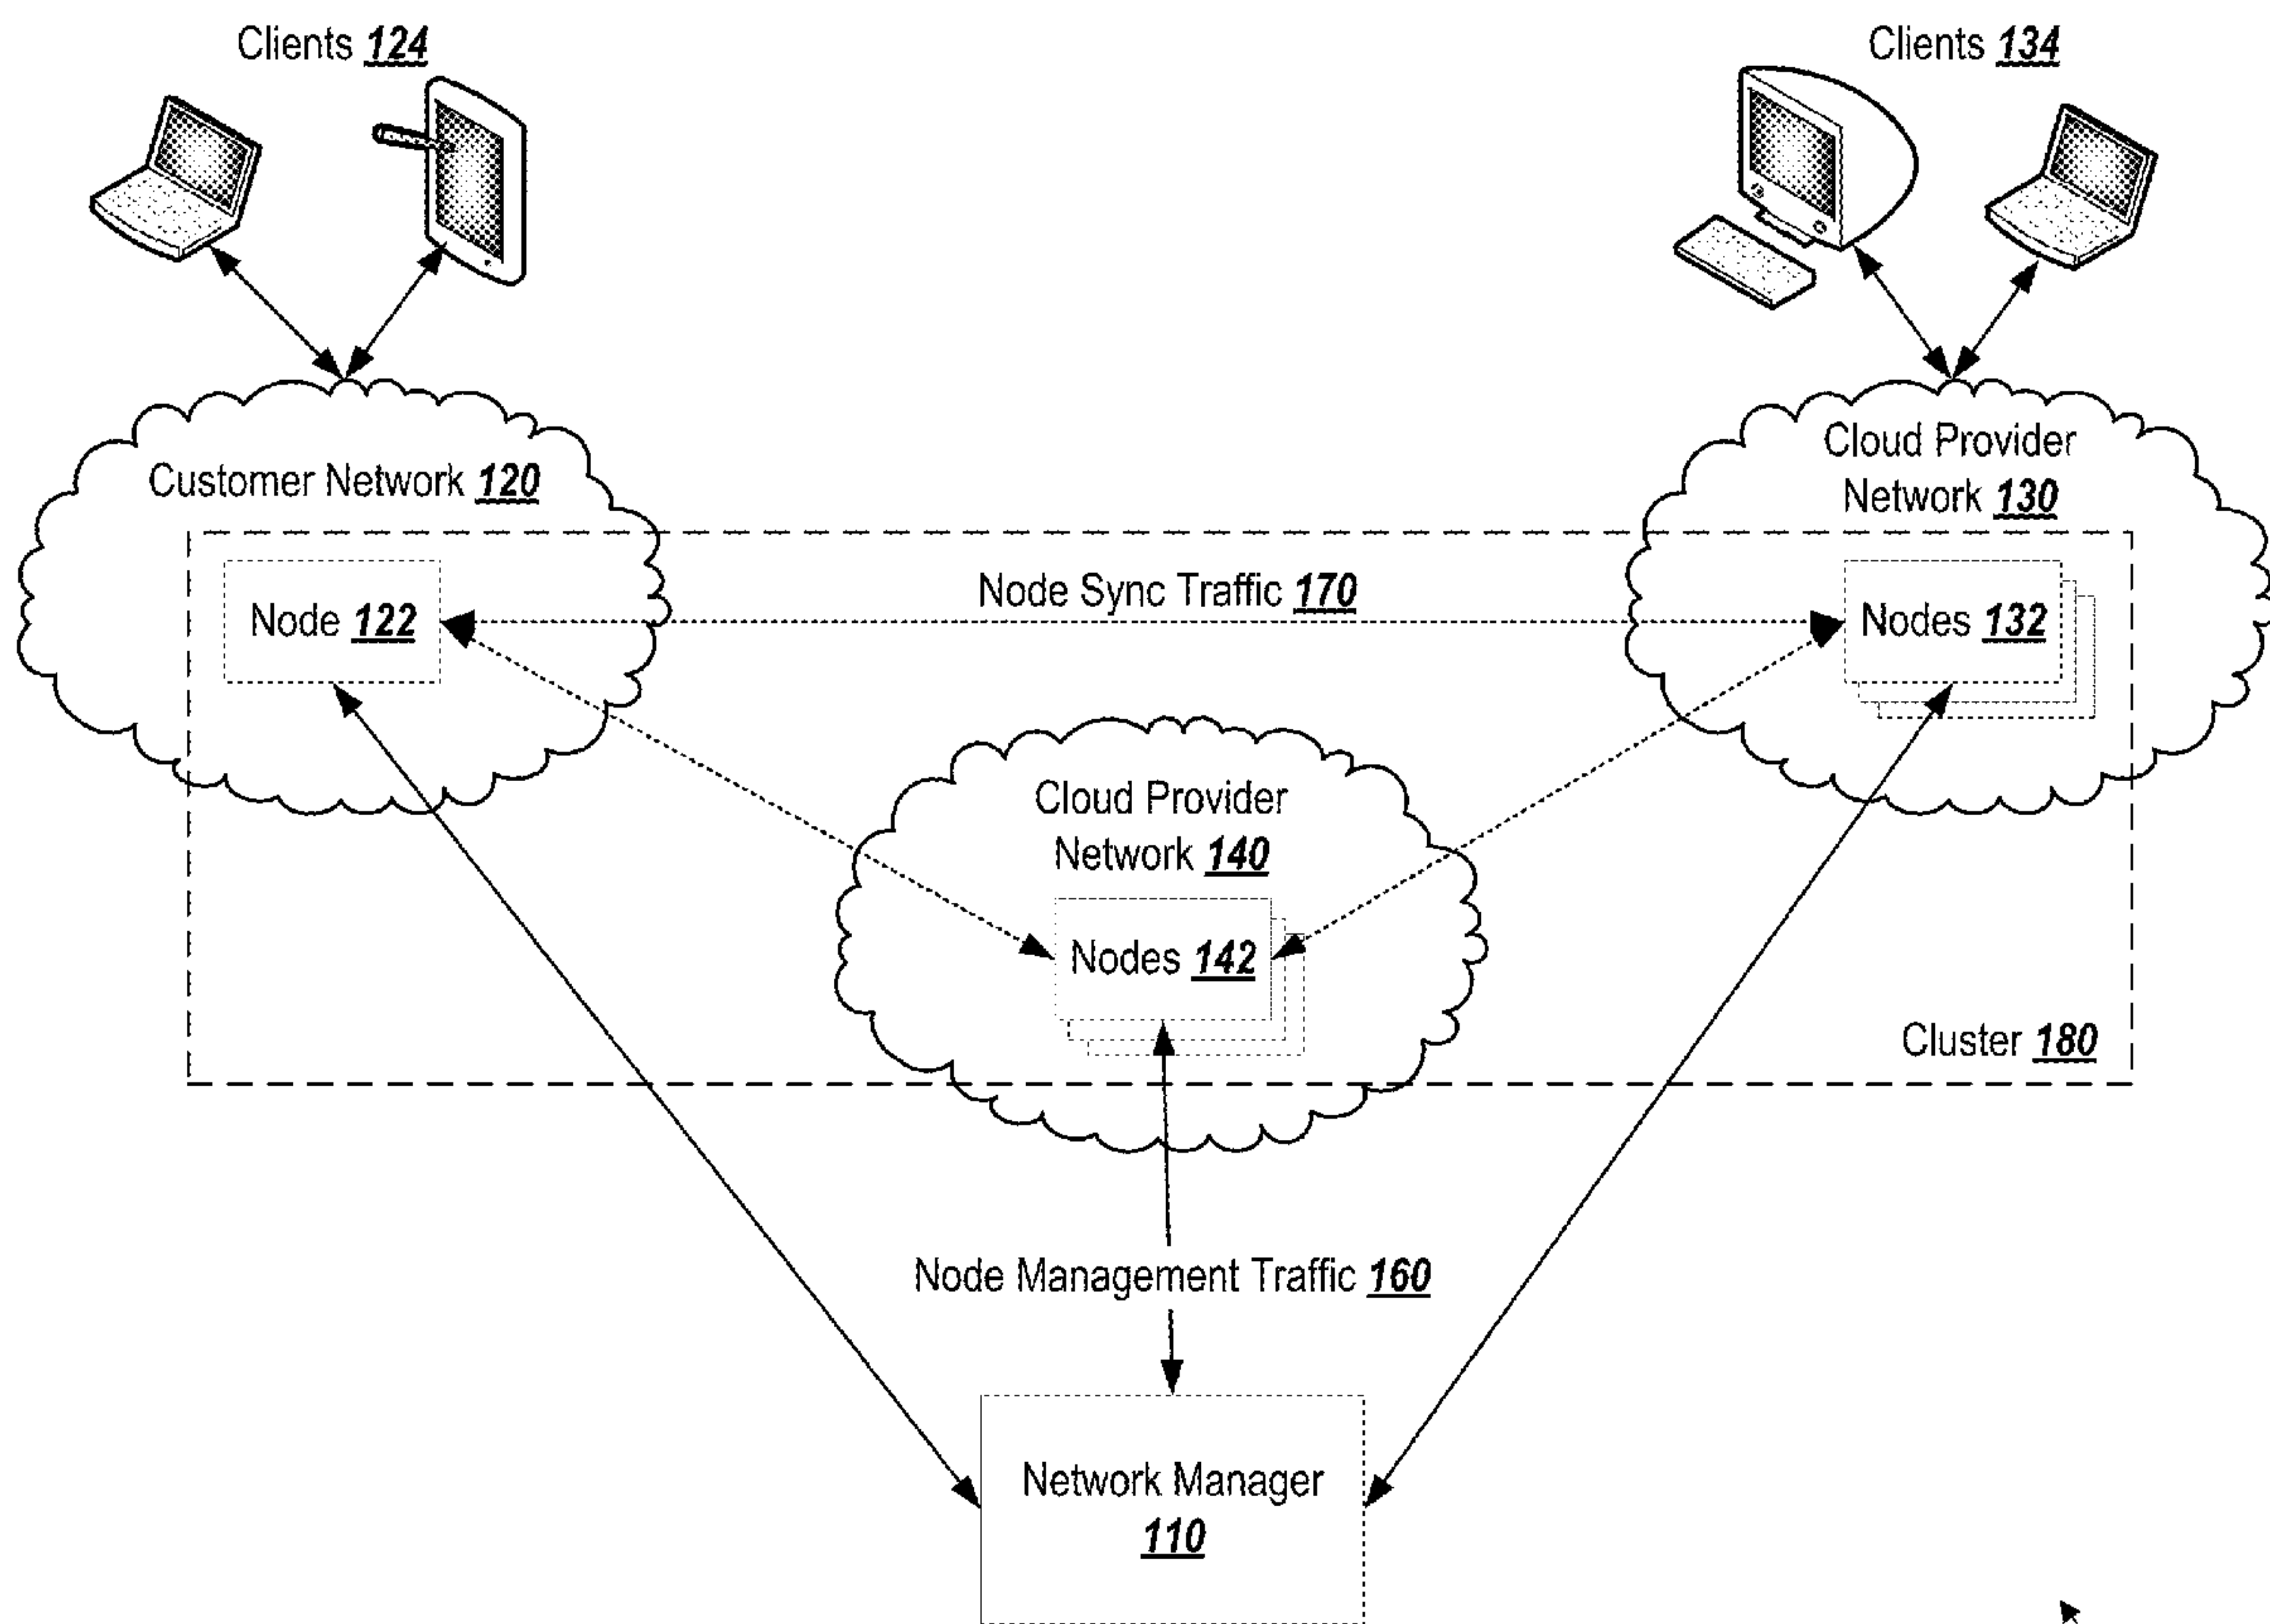 Clients 124
Clients 134
Customer Network 120
Cloud Provider
Network 130
Node 122
Node Sync Traffic 170
Nodes 132
Cloud Provider
Network 140
Nodes 142
Cluster 180
Node Management Traffic 160
Network Manager
110